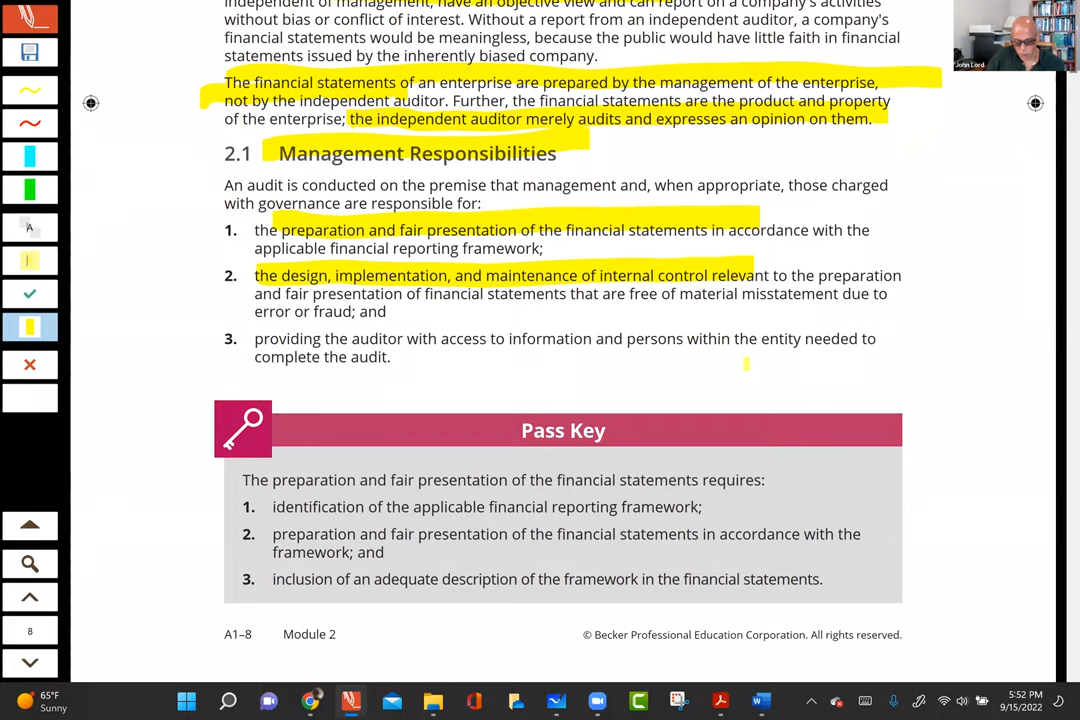 independent of management, have an objective view and can report on a company's activities
without bias or conflict of interest. Without a report from an independent auditor, a company's
financial statements would be meaningless, because the public would have little faith in financial
statements issued by the inherently biased company.
The financial statements of an enterprise are prepared by the management of the enterprise,
not by the independent auditor. Further, the financial statements are the product and property
of the enterprise; the independent auditor merely audits and expresses an opinion on them.
2.1 Management Responsibilities
An audit is conducted on the premise that management and, when appropriate, those charged
with governance are responsible for:
1. the preparation and fair presentation of the financial statements in accordance with the
applicable financial reporting framework;
2. the design, implementation, and maintenance of internal control relevant to the preparation
and fair presentation of financial statements that are free of material misstatement due to
error or fraud; and
3. providing the auditor with access to information and persons within the entity needed to
complete the audit.
Pass Key
The preparation and fair presentation of the financial statements requires:
1. identification of the applicable financial reporting framework;
2. preparation and fair presentation of the financial statements in accordance with the
framework; and
3. inclusion of an adequate description of the framework in the financial statements.
A1–8 Module 2 © Becker Professional Education Corporation. All rights reserved.
John Lord
A
8
65°F
Sunny
5:52 PM
9/15/2022